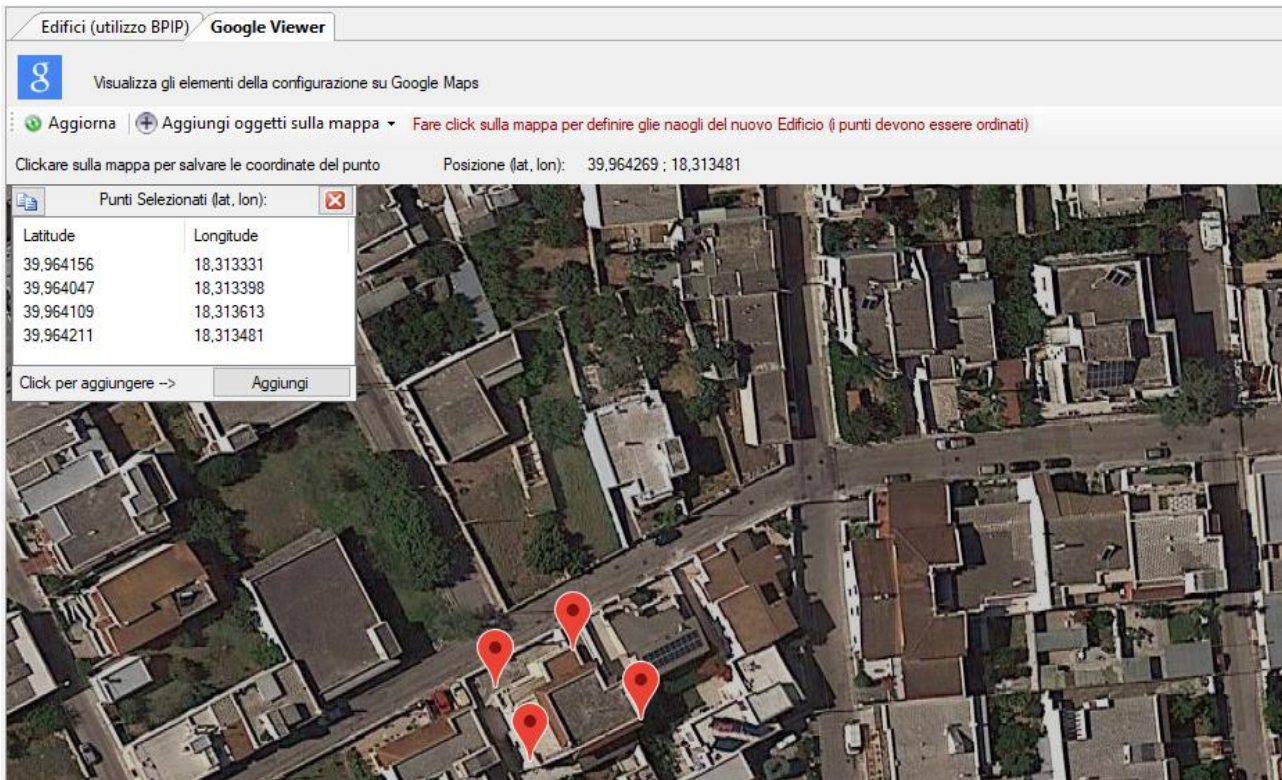 Edifici (utilizzo BPIP) Google Viewer
g Visualizza gli elementi della configurazione su Google Maps
Aggiorna Aggiungi oggetti sulla mappa Fare click sulla mappa per definire glie naogli del nuovo Edificio (i punti devono essere ordinati)
Clickare sulla mappa per salvare le coordinate del punto Posizione (lat, lon): 39,964269 ; 18,313481
Punti Selezionati (lat, lon):
Latitude Longitude
39,964156 18,313331
39,964047 18,313398
39,964109 18,313613
39,964211 18,313481
Click per aggiungere --> Aggiungi